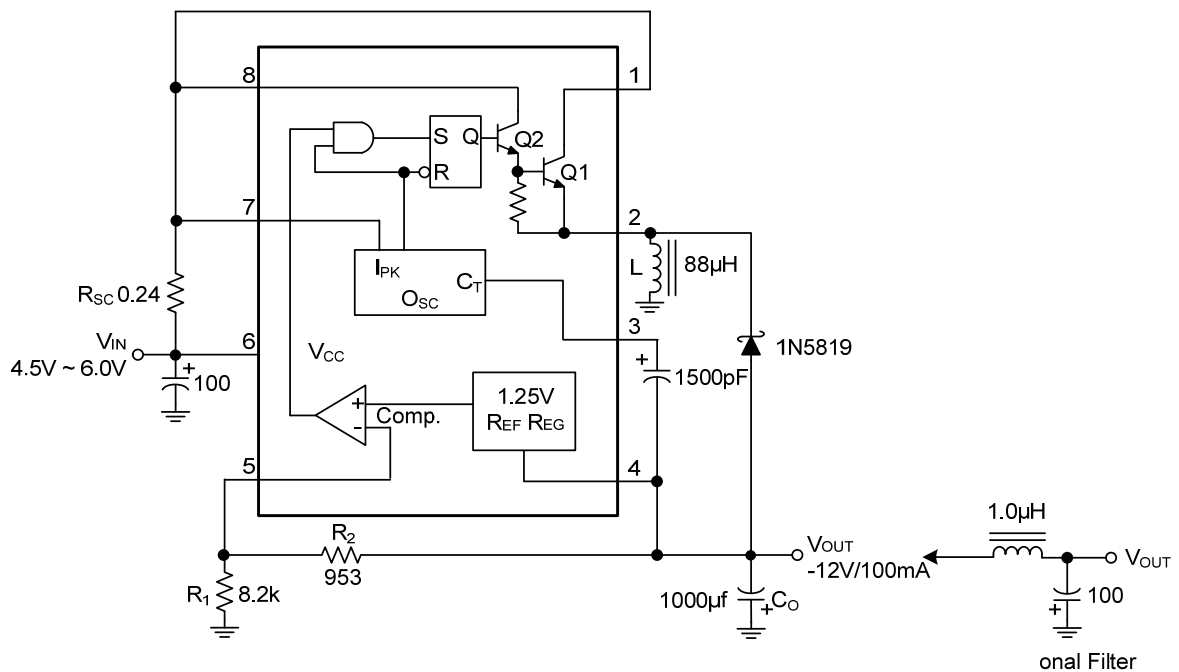 8
1
S
Q
Q2
R
Q1
7
2
IPK
CT
OSC
L
88μH
RSC 0.24
3
VIN
6
4.5V ~ 6.0V
VCC
+
1N5819
+
100
1500pF
+
Comp.
-
1.25V
REF REG
5
4
R2
953
1.0μH
VOUT
-12V/100mA
VOUT
R1
8.2k
1000μf
+
CO
100
+
onal Filter